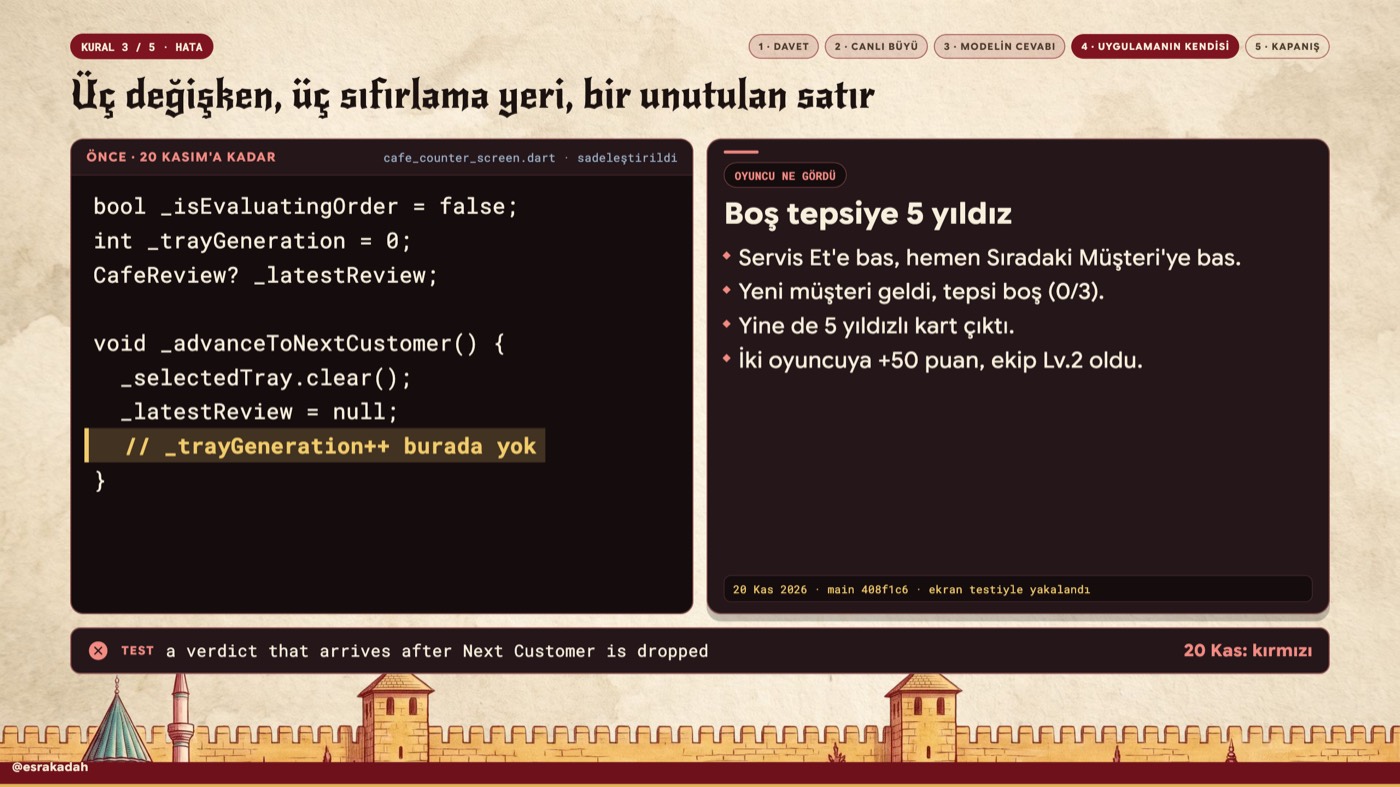 KURAL 3 / 5 · HATA
1 · DAVET
2 · CANLI BÜYÜ
3 · MODELİN CEVABI
4 · UYGULAMANIN KENDİSİ
5 · KAPANIŞ
Üç değişken, üç sıfırlama yeri, bir unutulan satır
ÖNCE · 20 KASIM'A KADAR
cafe_counter_screen.dart · sadeleştirildi
bool _isEvaluatingOrder = false;
int _trayGeneration = 0;
CafeReview? _latestReview;
void _advanceToNextCustomer() {
_selectedTray.clear();
_latestReview = null;
// _trayGeneration++ burada yok
}
OYUNCU NE GÖRDÜ
Boş tepsiye 5 yıldız
Servis Et'e bas, hemen Sıradaki Müşteri'ye bas.
Yeni müşteri geldi, tepsi boş (0/3).
Yine de 5 yıldızlı kart çıktı.
İki oyuncuya +50 puan, ekip Lv.2 oldu.
20 Kas 2026 · main 408f1c6 · ekran testiyle yakalandı
TEST a verdict that arrives after Next Customer is dropped
20 Kas: kırmızı
@esrakadah